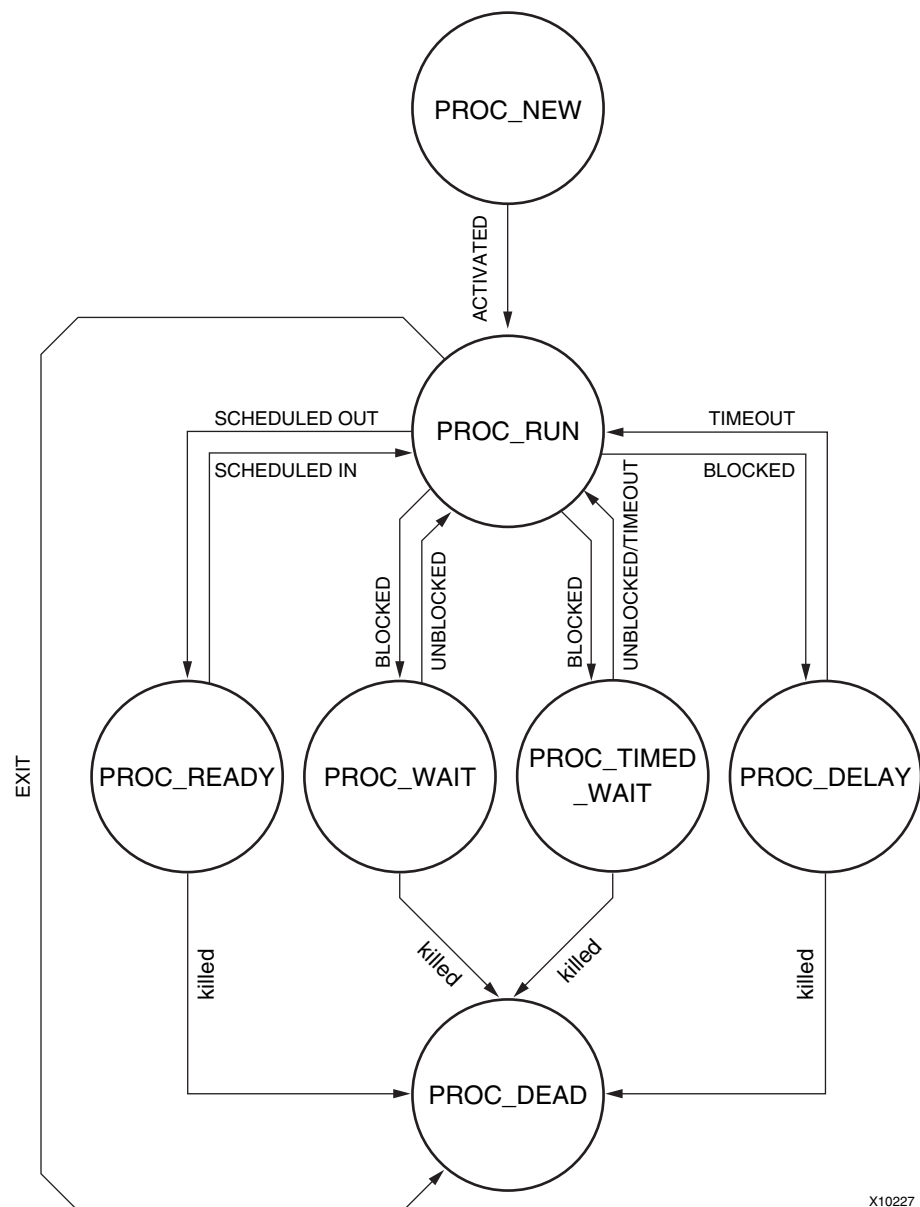 PROC_NEW
ACTIVATED
SCHEDULED OUT
PROC_RUN
TIMEOUT
SCHEDULED IN
BLOCKED
BLOCKED
UNBLOCKED
BLOCKED
UNBLOCKED/TIMEOUT
EXIT
PROC_READY
PROC_WAIT
PROC_TIMED
_WAIT
PROC_DELAY
killed
killed
killed
killed
PROC_DEAD
X10227